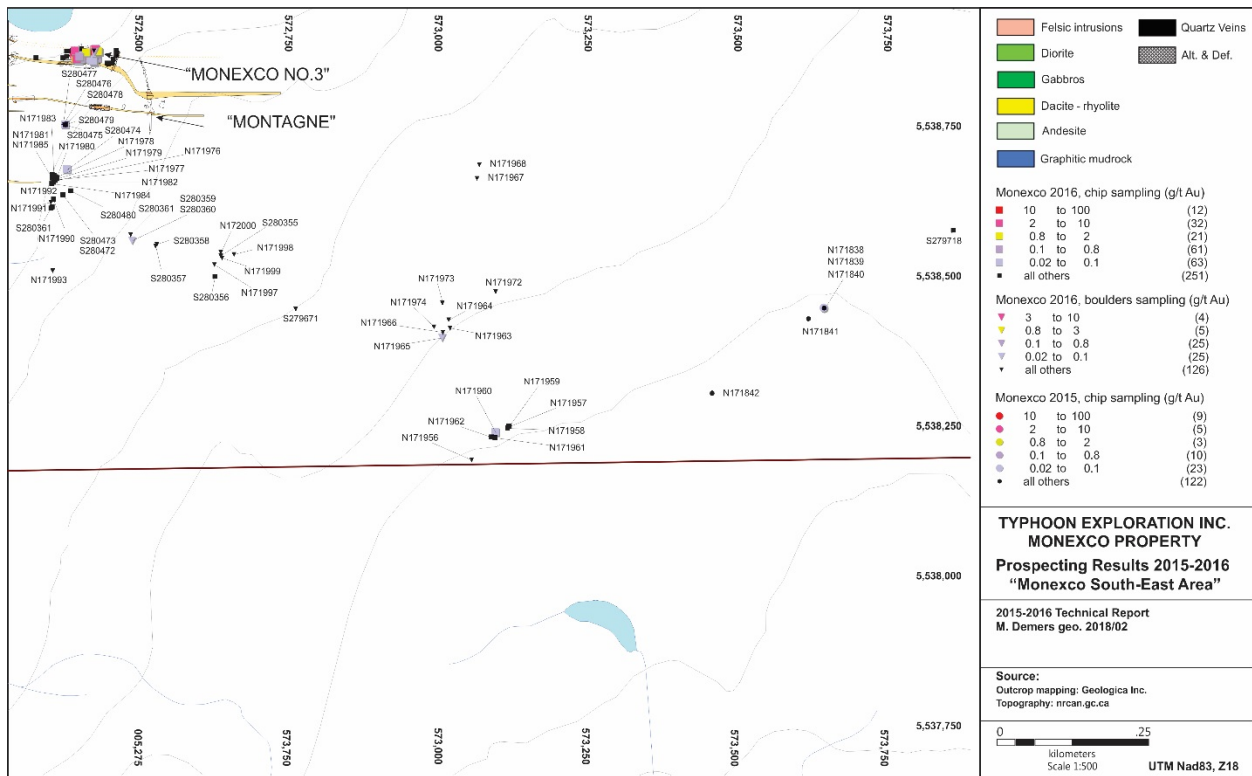 572,500
572,750
573,000
573,250
573,500
573,750
"MONEXCO NO.3"
S280477
S280476
S280478
"MONTAGNE"
5,538,750
N171983
S280479
N171981
S280475
S280474
N171985
N171980
N171978
N171979
N171976
N171977
N171982
N171968
N171967
N171992
N171984
S280359
S280361
S280360
N171991
S280480
N172000
S280355
S280361
S280358
N171998
N171990
S280473
S280472
N171999
S279718
N171838
N171839
N171840
N171993
S280357
N171997
S280356
5,538,500
N171973
N171972
N171974
N171964
S279671
N171966
N171963
N171841
N171965
N171959
N171960
N171957
N171842
N171962
N171958
N171956
N171961
5,538,250
5,538,000
5,537,750
005,275
573,750
573,000
573,250
573,500
573,750
Felsic intrusions
Quartz Veins
Diorite
Alt. & Def.
Gabbros
Dacite - rhyolite
Andesite
Graphitic mudrock
Monexco 2016, chip sampling (g/t Au)
10 to 100 (12)
2 to 10 (32)
0.8 to 2 (21)
0.1 to 0.8 (61)
0.02 to 0.1 (63)
all others (251)
Monexco 2016, boulders sampling (g/t Au)
3 to 10 (4)
0.8 to 3 (5)
0.1 to 0.8 (25)
0.02 to 0.1 (25)
all others (126)
Monexco 2015, chip sampling (g/t Au)
10 to 100 (9)
2 to 10 (5)
0.8 to 2 (3)
0.1 to 0.8 (10)
0.02 to 0.1 (23)
all others (122)
TYPHOON EXPLORATION INC.
MONEXCO PROPERTY
Prospecting Results 2015-2016
"Monexco South-East Area"
2015-2016 Technical Report
M. Demers geo. 2018/02
Source:
Outcrop mapping: Geologica Inc.
Topography: nrcan.gc.ca
0 .25
kilometers
Scale 1:500
UTM Nad83, Z18